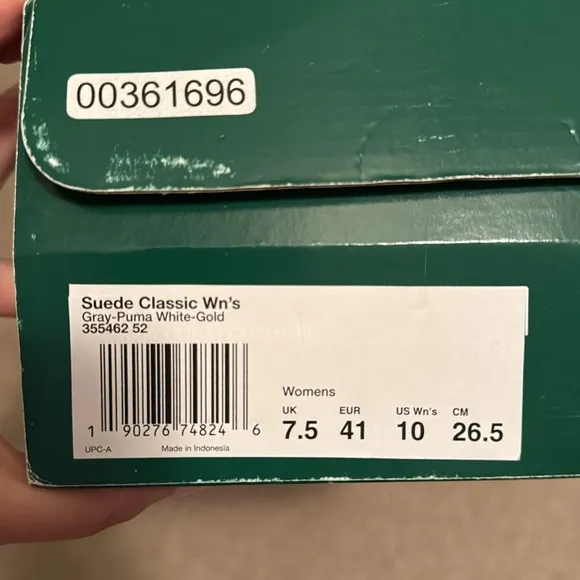 00361696
Suede Classic Wn's
Gray-Puma White-Gold
355462 52
1 90276 74824 6
UPC-A Made in Indonesia
Womens
UK EUR US Wn's CM
7.5 41 10 26.5